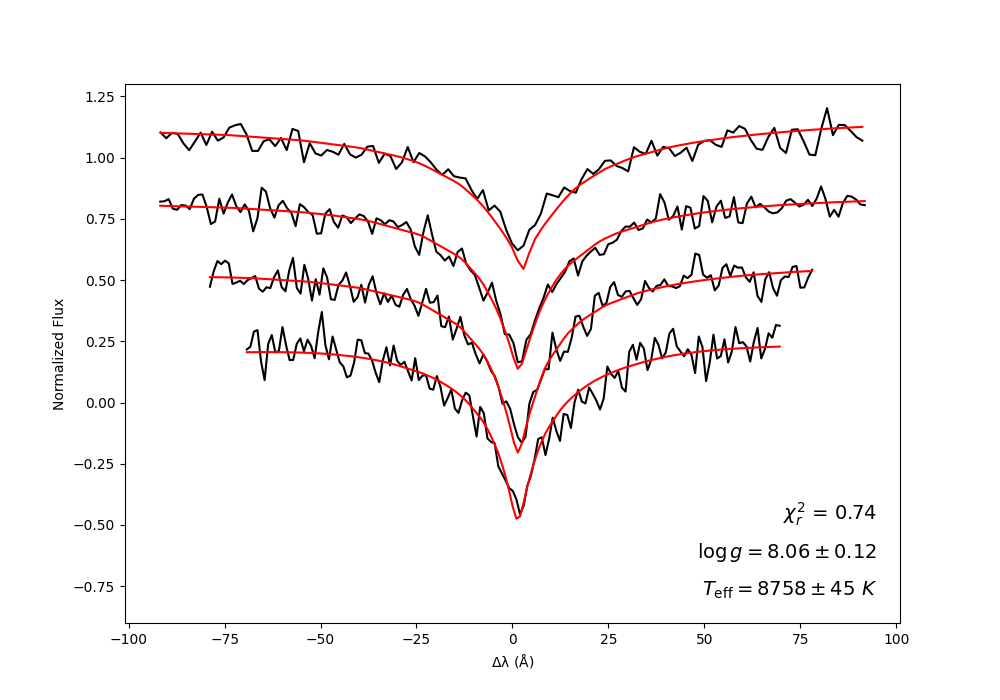 1.25
1.00
0.75
0.50
0.25
0.00
−0.25
−0.50
−0.75
Normalized Flux
χ²ᵣ = 0.74
log g = 8.06 ± 0.12
T_eff = 8758 ± 45 K
−100 −75 −50 −25 0 25 50 75 100
Δλ (Å)